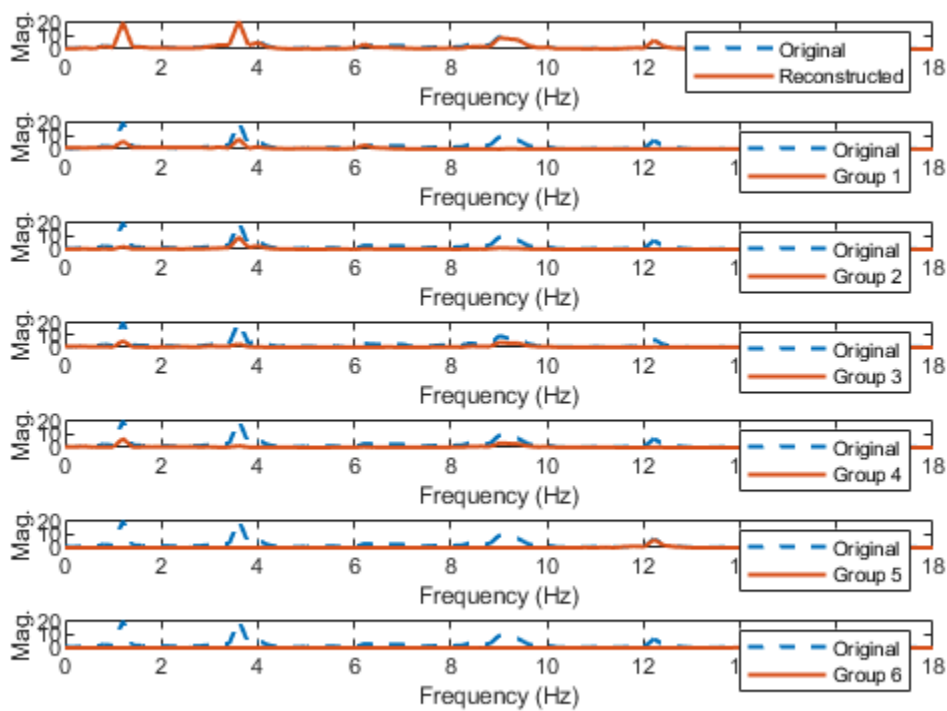 Mag.
20
10
0
0 2 4 6 8 10 12 18
Frequency (Hz)
Original
Reconstructed
Mag.
20
10
0
0 2 4 6 8 10 12 1 18
Frequency (Hz)
Original
Group 1
Mag.
20
10
0
0 2 4 6 8 10 12 1 18
Frequency (Hz)
Original
Group 2
Mag.
20
10
0
0 2 4 6 8 10 12 1 18
Frequency (Hz)
Original
Group 3
Mag.
20
10
0
0 2 4 6 8 10 12 1 18
Frequency (Hz)
Original
Group 4
Mag.
20
10
0
0 2 4 6 8 10 12 1 18
Frequency (Hz)
Original
Group 5
Mag.
20
10
0
0 2 4 6 8 10 12 1 18
Frequency (Hz)
Original
Group 6